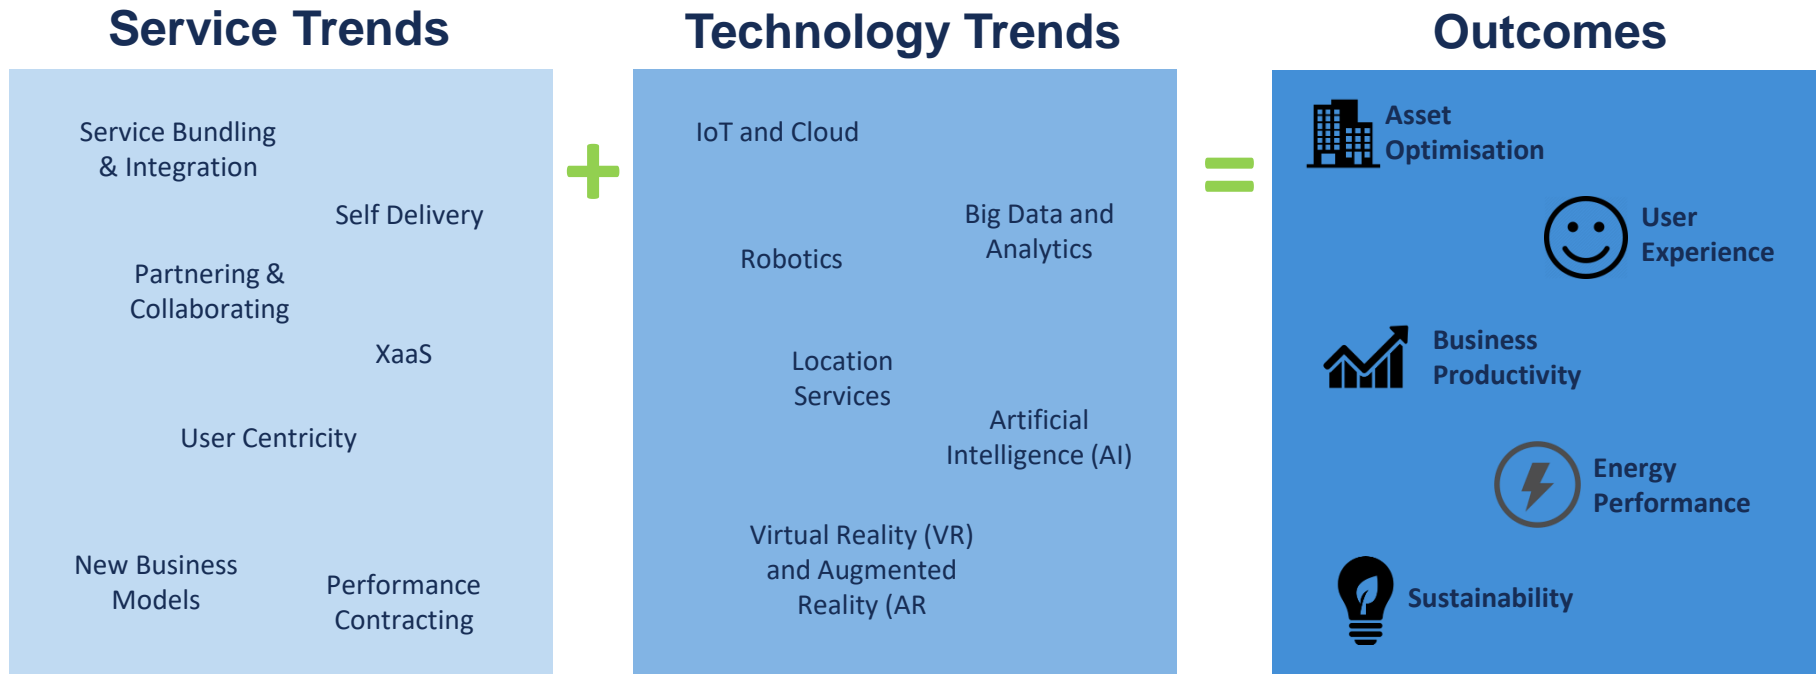 Service Trends
Service Bundling
& Integration
Self Delivery
Partnering &
Collaborating
XaaS
User Centricity
New Business
Models
Performance
Contracting
+
Technology Trends
IoT and Cloud
Big Data and
Analytics
Robotics
Location
Services
Artificial
Intelligence (AI)
Virtual Reality (VR)
and Augmented
Reality (AR
=
Outcomes
Asset
Optimisation
User
Experience
Business
Productivity
Energy
Performance
Sustainability